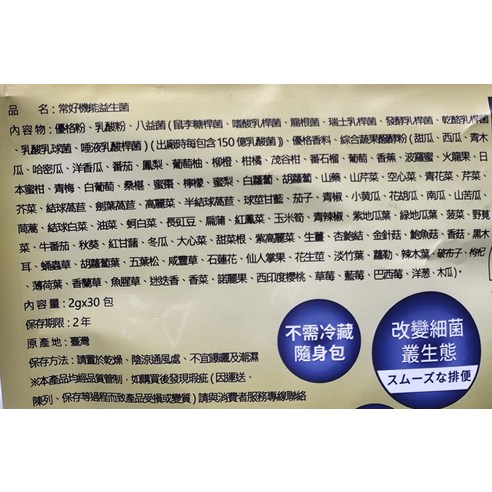 品 名：常好機能益生菌
內容物：優格粉、乳酸粉、八益菌(鼠李糖桿菌、嗜酸乳桿菌、龍根菌、瑞士乳桿菌、發酵乳桿菌、乾酪乳桿菌
、乳酸乳球菌、唾液乳酸桿菌)(出廠時每包含150億乳酸菌)、優格香料、綜合蔬果醱酵粉(甜瓜、西瓜、青木
瓜、哈密瓜、洋香瓜、番茄、鳳梨、葡萄柚、柳橙、柑橘、茂谷柑、番石榴、葡萄、香蕉、波蘿蜜、火龍果、日
本蜜柑、青梅、白葡萄、桑椹、蜜棗、檸檬、蜜梨、白蘿蔔、胡蘿蔔、山藥、山芹菜、空心菜、青花菜、芹菜、
芥菜、結球萵苣、劍葉萵苣、高麗菜、半結球萵苣、球莖甘藍、茄子、青椒、小黃瓜、花胡瓜、南瓜、山苦瓜、
茼蒿、結球白菜、油菜、蚵白菜、長豇豆、扁蒲、紅鳳菜、玉米筍、青辣椒、紫地瓜葉、綠地瓜葉、菠菜、野莧
菜、牛番茄、秋葵、紅甘藷、冬瓜、大心菜、甜菜根、紫高麗菜、生薑、杏鮑菇、金針菇、鮑魚菇、香菇、黑木
耳、蛹蟲草、胡蘿蔔葉、五葉松、咸豐草、石蓮花、仙人掌果、花生莖、淡竹葉、蘿勒、辣木葉、破布子、枸杞
、薄荷葉、香蘭草、魚腥草、迷迭香、香菜、諾麗果、西印度櫻桃、草莓、藍莓、巴西莓、洋蔥、木瓜)、
內容量：2gx30包
保存期限：2年
原產地：臺灣
保存方法：請置於乾燥、陰涼通風處、不宜曝曬及潮濕
※本產品均經品質管制、如購買後發現瑕疵(因運送、
陳列、保存等過程而致產品受損或變質)請與消費者服務專線聯絡
不需冷藏
隨身包
改變細菌
叢生態
スムーズな排便